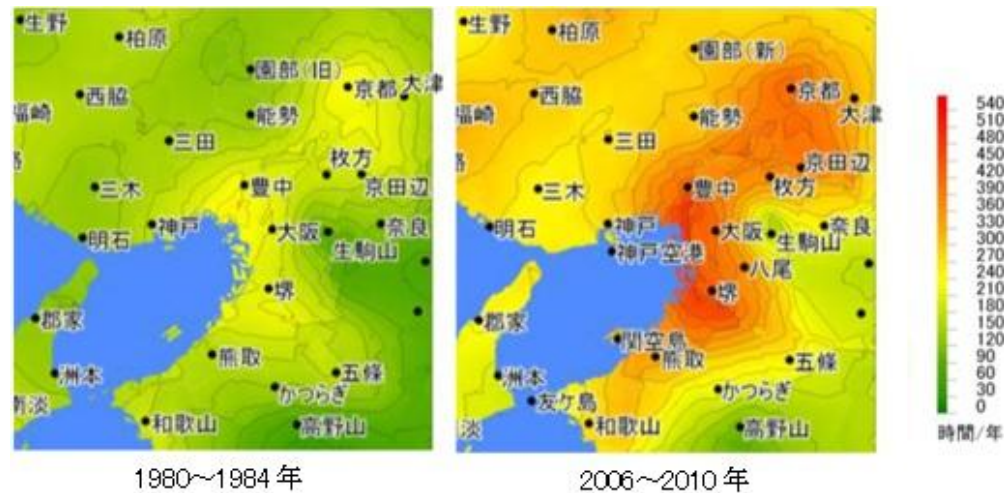 生野
柏原
園部(旧)
京都
大津
西脇
福崎
能勢
三田
枚方
京田辺
三木
豊中
神戸
大阪
奈良
明石
生駒山
堺
郡家
熊取
洲本
五條
かつらぎ
南淡
和歌山
高野山
1980～1984年
生野
柏原
園部(新)
京都
大津
西脇
福崎
能勢
三田
京田辺
枚方
三木
豊中
神戸
大阪
奈良
明石
生駒山
神戸空港
八尾
堺
郡家
関空島
熊取
五條
洲本
かつらぎ
友ケ島
淡
和歌山
高野山
2006～2010年
540
510
480
450
420
390
360
330
300
270
240
210
180
150
120
90
60
30
0
時間/年